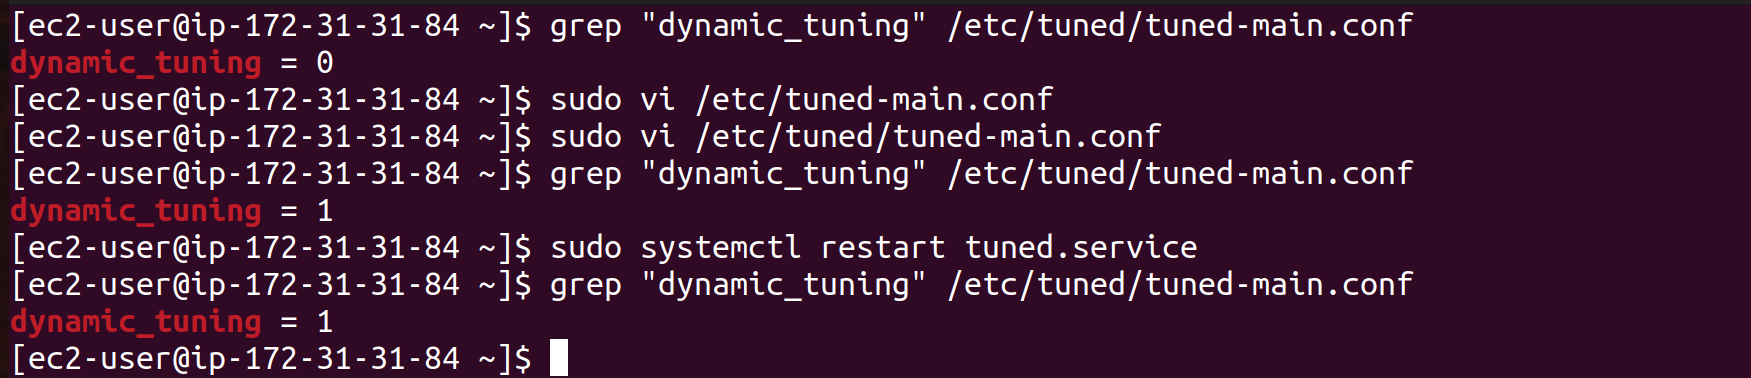 [ec2-user@ip-172-31-31-84 ~]$ grep "dynamic_tuning" /etc/tuned/tuned-main.conf
dynamic_tuning = 0
[ec2-user@ip-172-31-31-84 ~]$ sudo vi /etc/tuned-main.conf
[ec2-user@ip-172-31-31-84 ~]$ sudo vi /etc/tuned/tuned-main.conf
[ec2-user@ip-172-31-31-84 ~]$ grep "dynamic_tuning" /etc/tuned/tuned-main.conf
dynamic_tuning = 1
[ec2-user@ip-172-31-31-84 ~]$ sudo systemctl restart tuned.service
[ec2-user@ip-172-31-31-84 ~]$ grep "dynamic_tuning" /etc/tuned/tuned-main.conf
dynamic_tuning = 1
[ec2-user@ip-172-31-31-84 ~]$